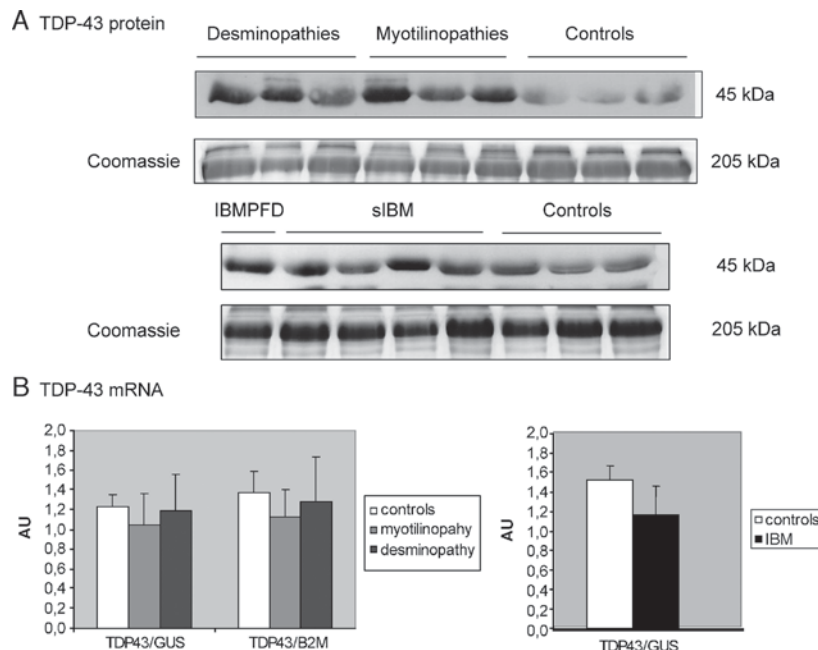 A TDP-43 protein
Desminopathies Myotilinopathies Controls
45 kDa
Coomassie 205 kDa
IBMPFD sIBM Controls
45 kDa
Coomassie 205 kDa
B TDP-43 mRNA
2,0
1,8
1,6
1,4
1,2
1,0
0,8
0,6
0,4
0,2
0,0
AU
TDP43/GUS TDP43/B2M
controls
myotilinopahy
desminopathy
2,0
1,8
1,6
1,4
1,2
1,0
0,8
0,6
0,4
0,2
0,0
AU
TDP43/GUS
controls
IBM